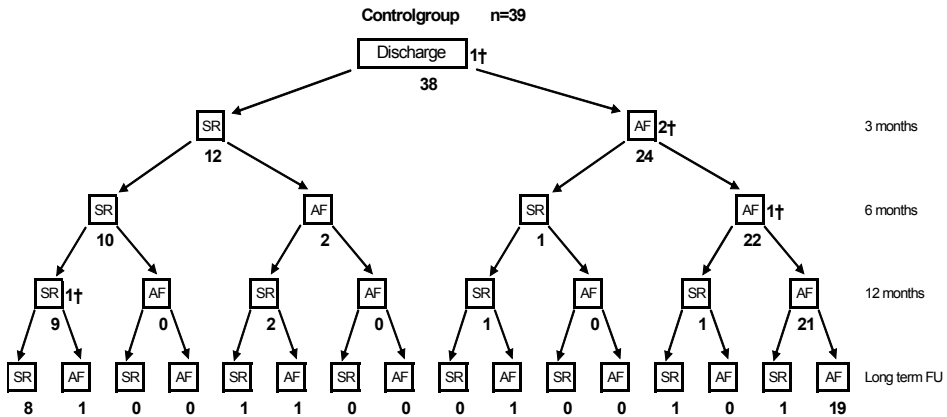 Controlgroup n=39
Discharge 1†
38
SR AF 2† 3 months
12 24
SR AF SR AF 1† 6 months
10 2 1 22
SR 1† AF SR AF SR AF SR AF 12 months
9 0 2 0 1 0 1 21
SR AF SR AF SR AF SR AF SR AF SR AF SR AF SR AF Long term FU
8 1 0 0 1 1 0 0 0 1 0 0 1 0 1 19